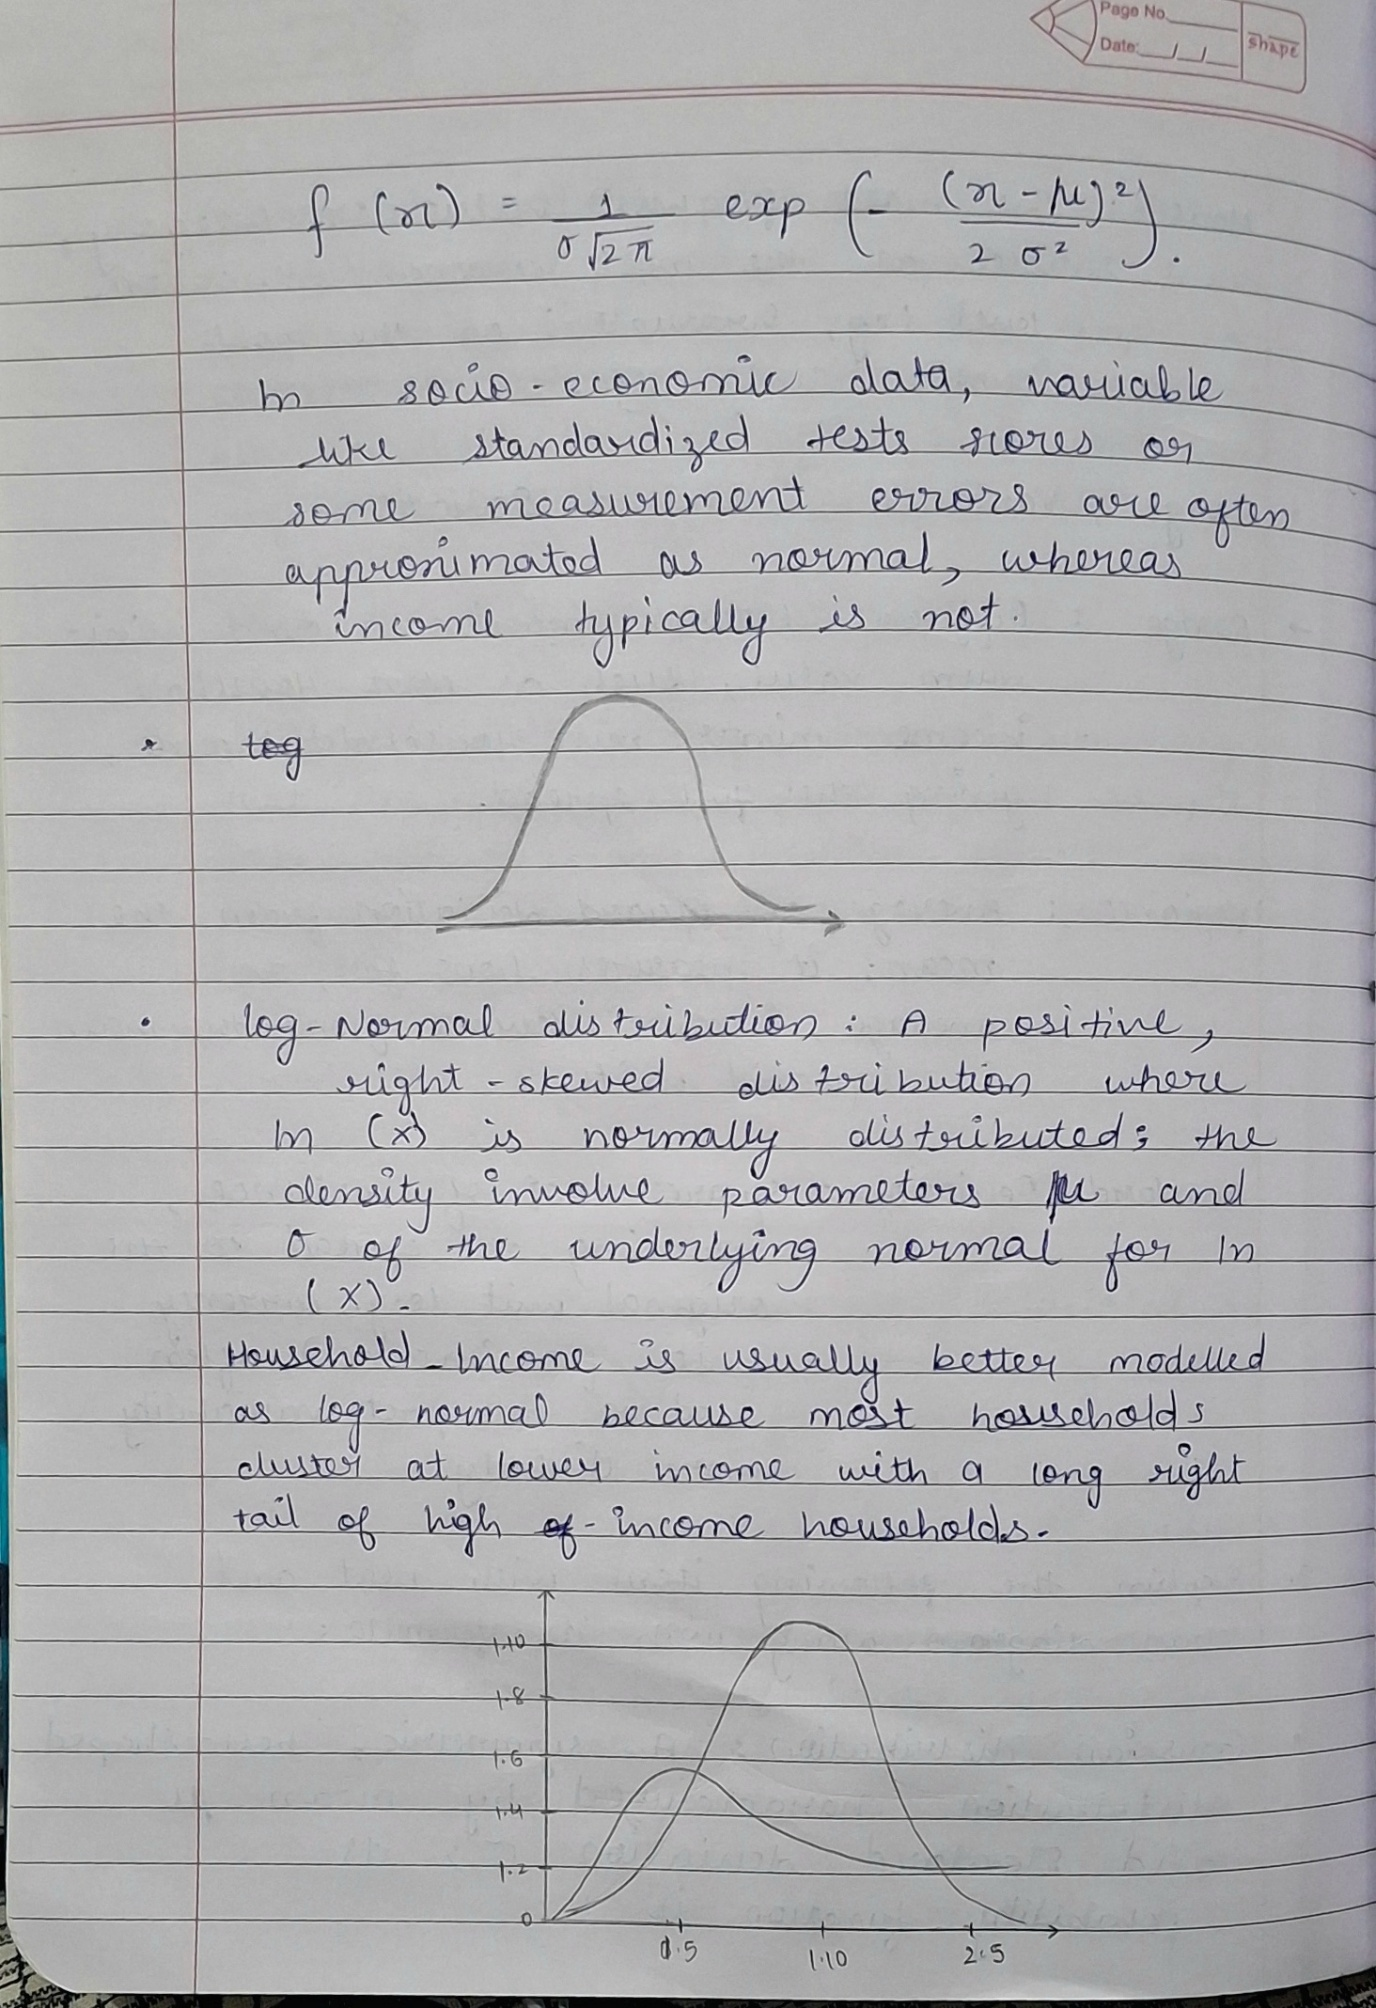 Page No.
Date: / /
Shape
f (x) = 1/(σ√2π) exp (- (x - μ)²/(2 σ²)).
In socio-economic data, variable
like standardized tests scores or
some measurement errors are often
approximated as normal, whereas
income typically is not.
log-Normal distribution : A positive,
right-skewed distribution where
ln (x) is normally distributed; the
density involve parameters μ and
σ of the underlying normal for ln
(X).
Household-Income is usually better modelled
as log-normal because most households
cluster at lower income with a long right
tail of high -income households.
1.10
1.8
1.6
1.4
1.2
0
0.5 1.10 2.5